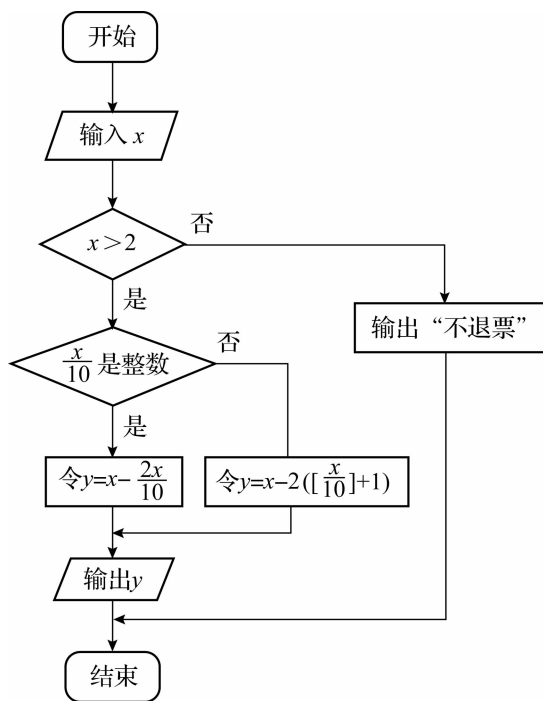 开始
输入 x
x＞2
否
是
输出“不退票”
x/10 是整数
否
是
令y=x-2x/10
令y=x-2([x/10]+1)
输出y
结束